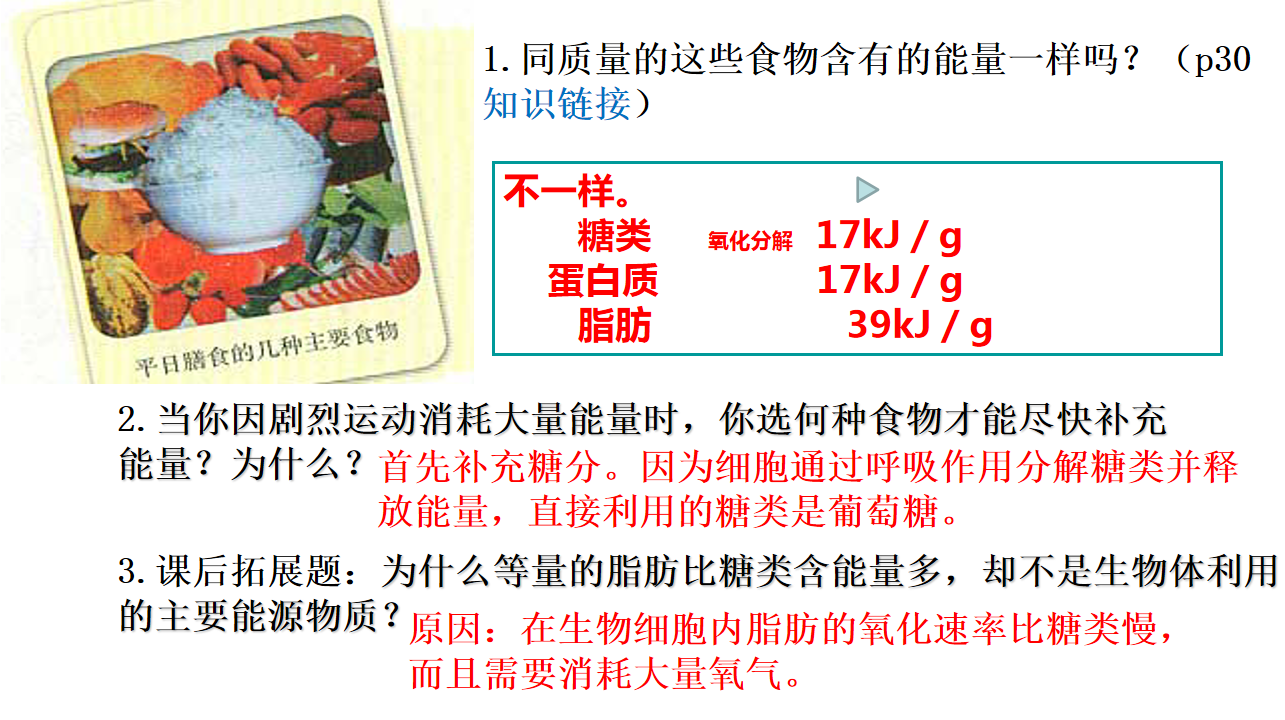 1.同质量的这些食物含有的能量一样吗？（p30
知识链接）
不一样。
糖类 氧化分解 17kJ / g
蛋白质 17kJ / g
脂肪 39kJ / g
平日膳食的几种主要食物
2.当你因剧烈运动消耗大量能量时，你选何种食物才能尽快补充
能量？为什么？首先补充糖分。因为细胞通过呼吸作用分解糖类并释
放能量，直接利用的糖类是葡萄糖。
3.课后拓展题：为什么等量的脂肪比糖类含能量多，却不是生物体利用
的主要能源物质？
原因：在生物细胞内脂肪的氧化速率比糖类慢，
而且需要消耗大量氧气。